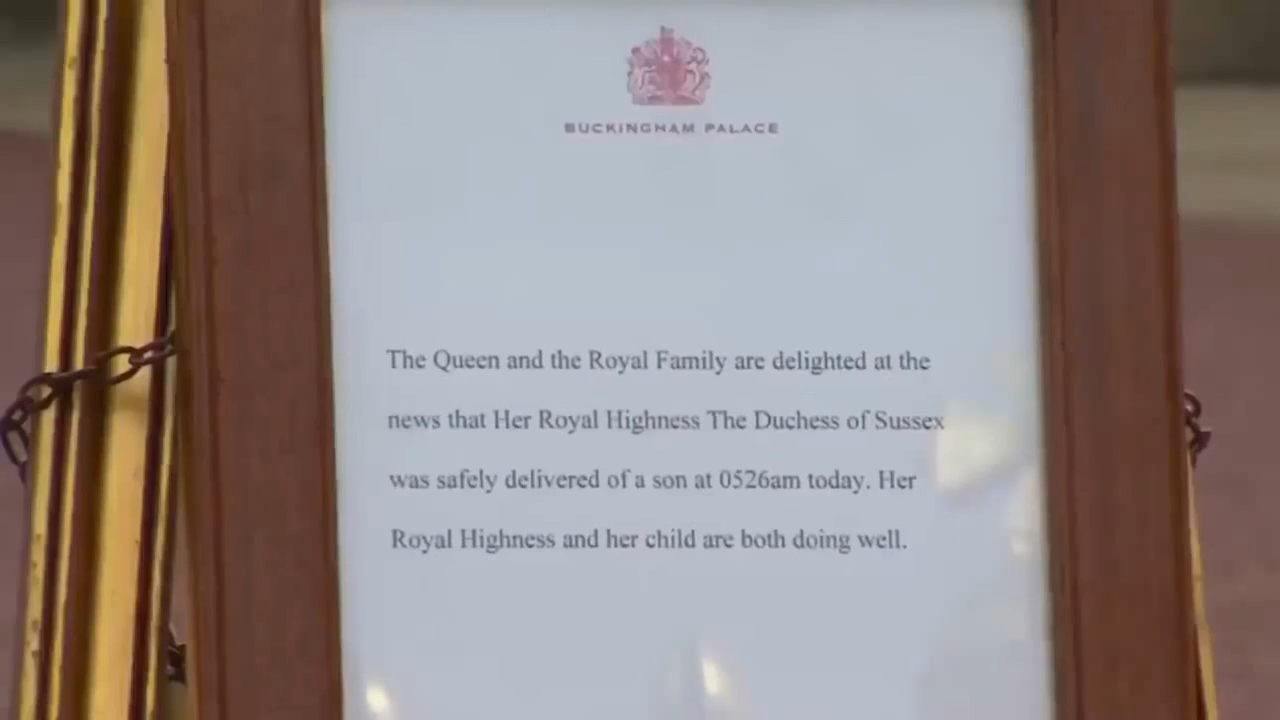 BUCKINGHAM PALACE
The Queen and the Royal Family are delighted at the
news that Her Royal Highness The Duchess of Sussex
was safely delivered of a son at 0526am today. Her
Royal Highness and her child are both doing well.